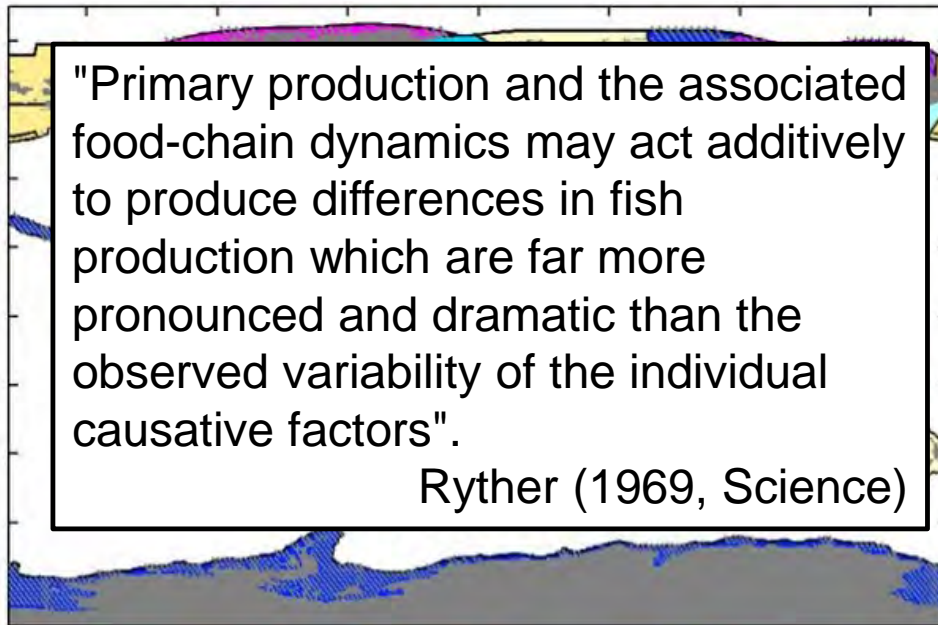 "Primary production and the associated
food-chain dynamics may act additively
to produce differences in fish
production which are far more
pronounced and dramatic than the
observed variability of the individual
causative factors".
Ryther (1969, Science)